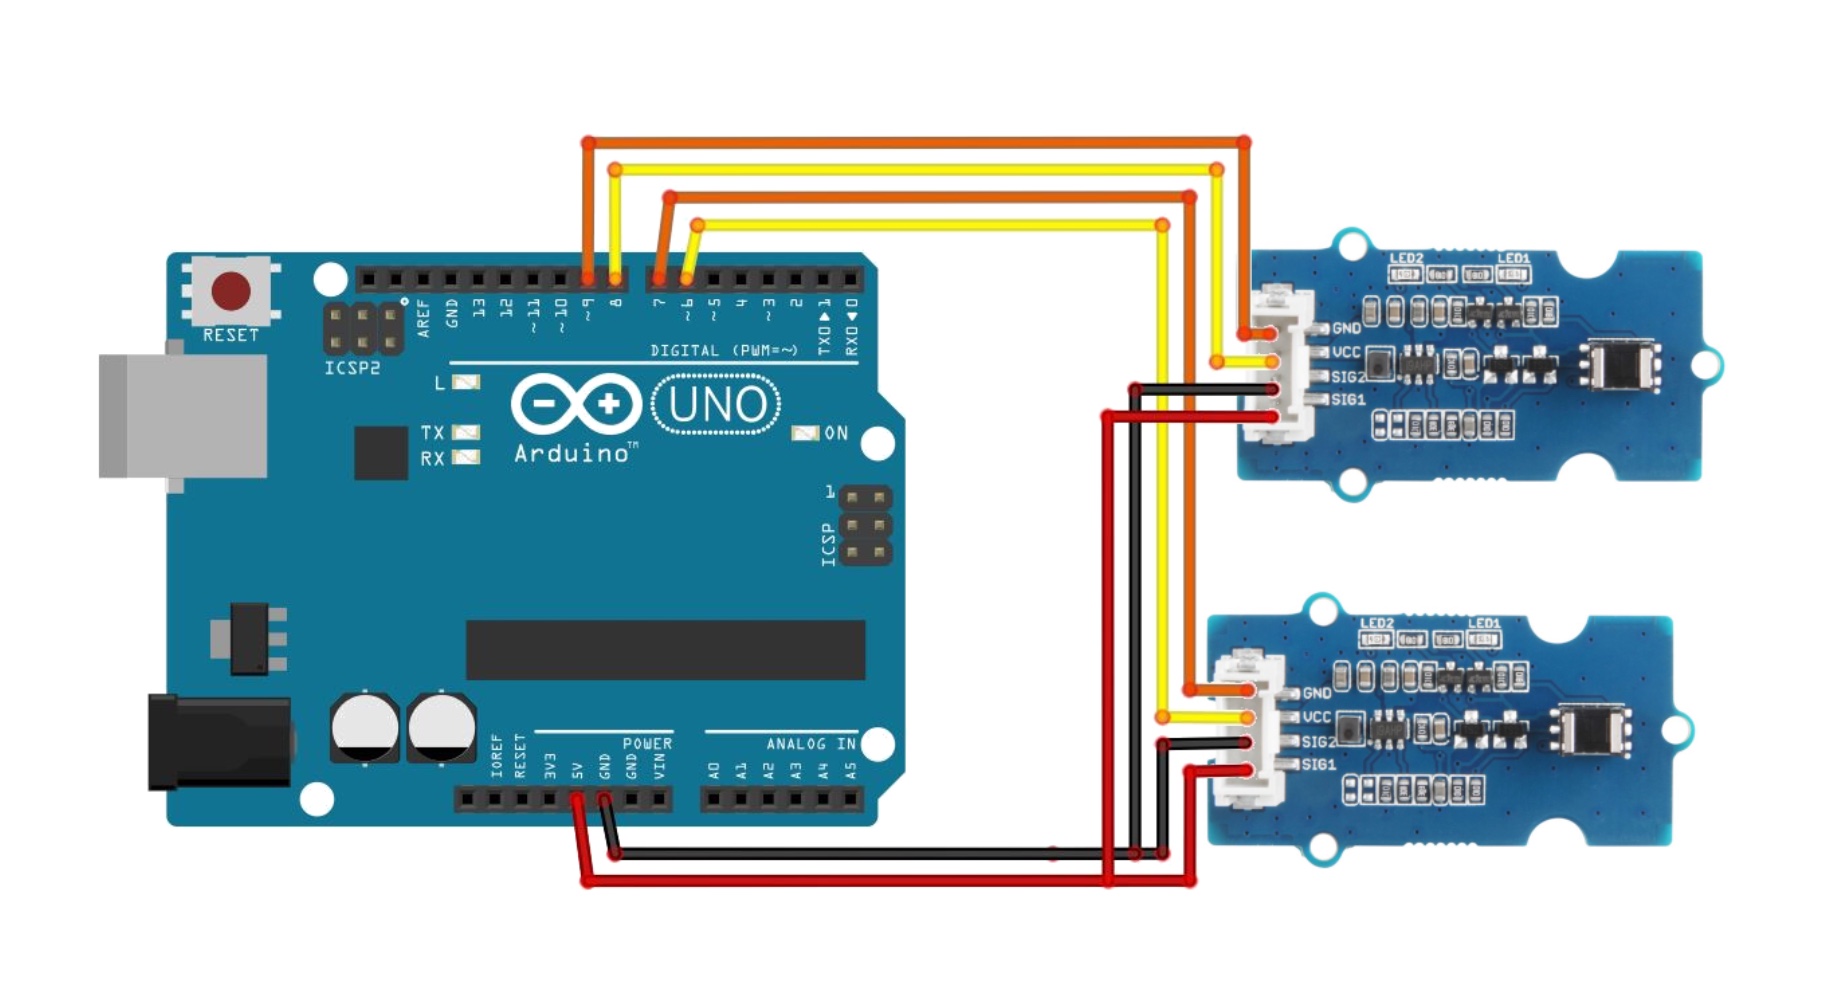 RESET
ICSP2
AREF
GND
13
12
~11
~10
~9
8
7
~6
~5
4
~3
2
TX0▶1
RX0◀0
DIGITAL (PWM=~)
L
TX
RX
Arduino™
UNO
ON
1
ICSP
IOREF
RESET
3V3
5V
GND
GND
VIN
POWER
ANALOG IN
A0
A1
A2
A3
A4
A5
LED2
LED1
GND
VCC
SIG2
SIG1
LED2
LED1
GND
VCC
SIG2
SIG1